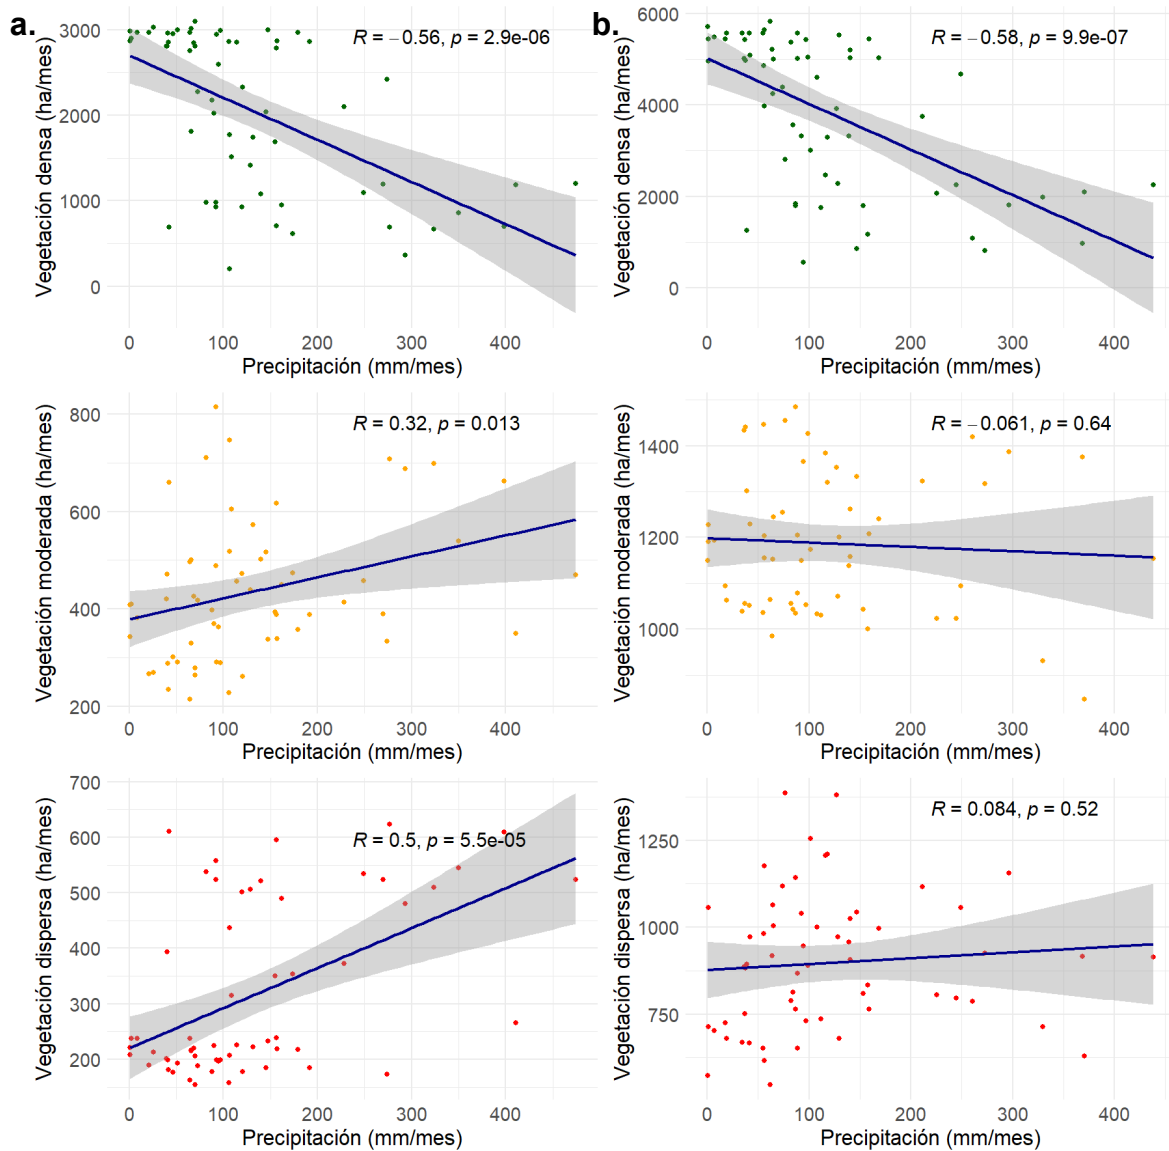 a.
Vegetación densa (ha/mes)
3000
2000
1000
0
R = −0.56, p = 2.9e-06
0 100 200 300 400
Precipitación (mm/mes)
b.
Vegetación densa (ha/mes)
6000
4000
2000
0
R = −0.58, p = 9.9e-07
0 100 200 300 400
Precipitación (mm/mes)
Vegetación moderada (ha/mes)
800
600
400
200
R = 0.32, p = 0.013
0 100 200 300 400
Precipitación (mm/mes)
Vegetación moderada (ha/mes)
1400
1200
1000
R = −0.061, p = 0.64
0 100 200 300 400
Precipitación (mm/mes)
Vegetación dispersa (ha/mes)
700
600
500
400
300
200
R = 0.5, p = 5.5e-05
0 100 200 300 400
Precipitación (mm/mes)
Vegetación dispersa (ha/mes)
1250
1000
750
R = 0.084, p = 0.52
0 100 200 300 400
Precipitación (mm/mes)